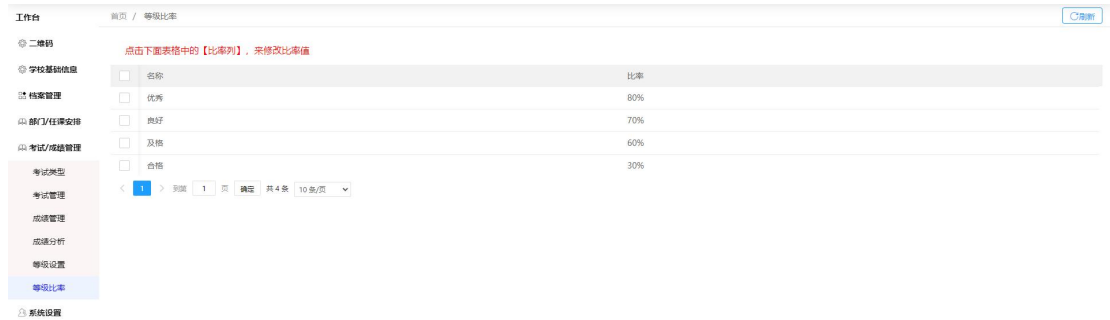 工作台
首页 / 等级比率
刷新
二维码
学校基础信息
档案管理
部门/任课安排
考试/成绩管理
考试类型
考试管理
成绩管理
成绩分析
等级设置
等级比率
系统设置
点击下面表格中的【比率列】，来修改比率值
名称 比率
优秀 80%
良好 70%
及格 60%
合格 30%
< 1 > 到第 1 页 确定 共 4 条 10 条/页